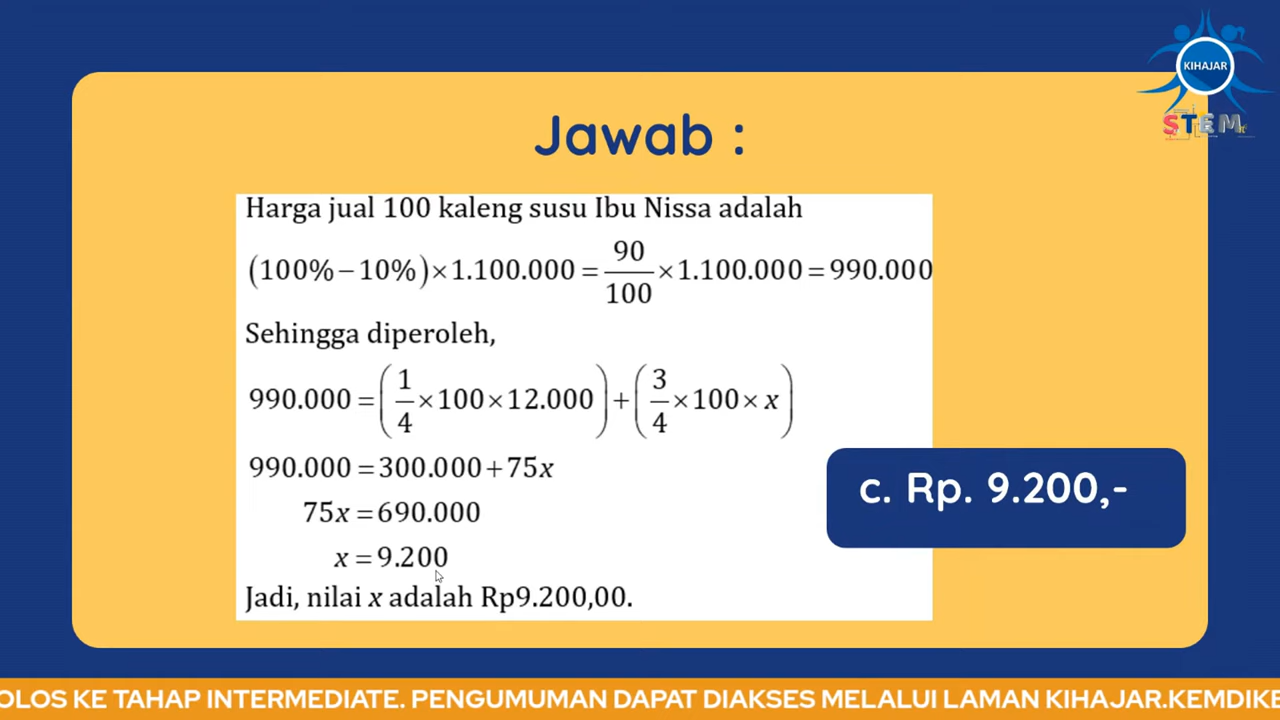 KIHAJAR
STEM
Jawab :
Harga jual 100 kaleng susu Ibu Nissa adalah
(100% − 10%) × 1.100.000 = 90/100 × 1.100.000 = 990.000
Sehingga diperoleh,
990.000 = (1/4 × 100 × 12.000) + (3/4 × 100 × x)
990.000 = 300.000 + 75x
75x = 690.000
x = 9.200
Jadi, nilai x adalah Rp9.200,00.
c. Rp. 9.200,-
OLOS KE TAHAP INTERMEDIATE. PENGUMUMAN DAPAT DIAKSES MELALUI LAMAN KIHAJAR.KEMDIKE